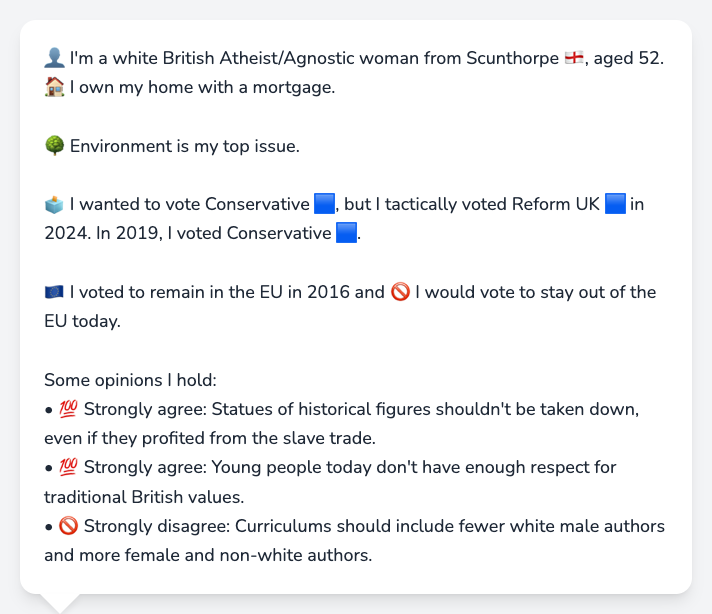 👤 I'm a white British Atheist/Agnostic woman from Scunthorpe 🏴󠁧󠁢󠁥󠁮󠁧󠁿, aged 52.
🏠 I own my home with a mortgage.
🌳 Environment is my top issue.
🗳️ I wanted to vote Conservative 🟦, but I tactically voted Reform UK 🟦 in
2024. In 2019, I voted Conservative 🟦.
🇪🇺 I voted to remain in the EU in 2016 and 🚫 I would vote to stay out of the
EU today.
Some opinions I hold:
• 💯 Strongly agree: Statues of historical figures shouldn't be taken down,
even if they profited from the slave trade.
• 💯 Strongly agree: Young people today don't have enough respect for
traditional British values.
• 🚫 Strongly disagree: Curriculums should include fewer white male authors
and more female and non-white authors.